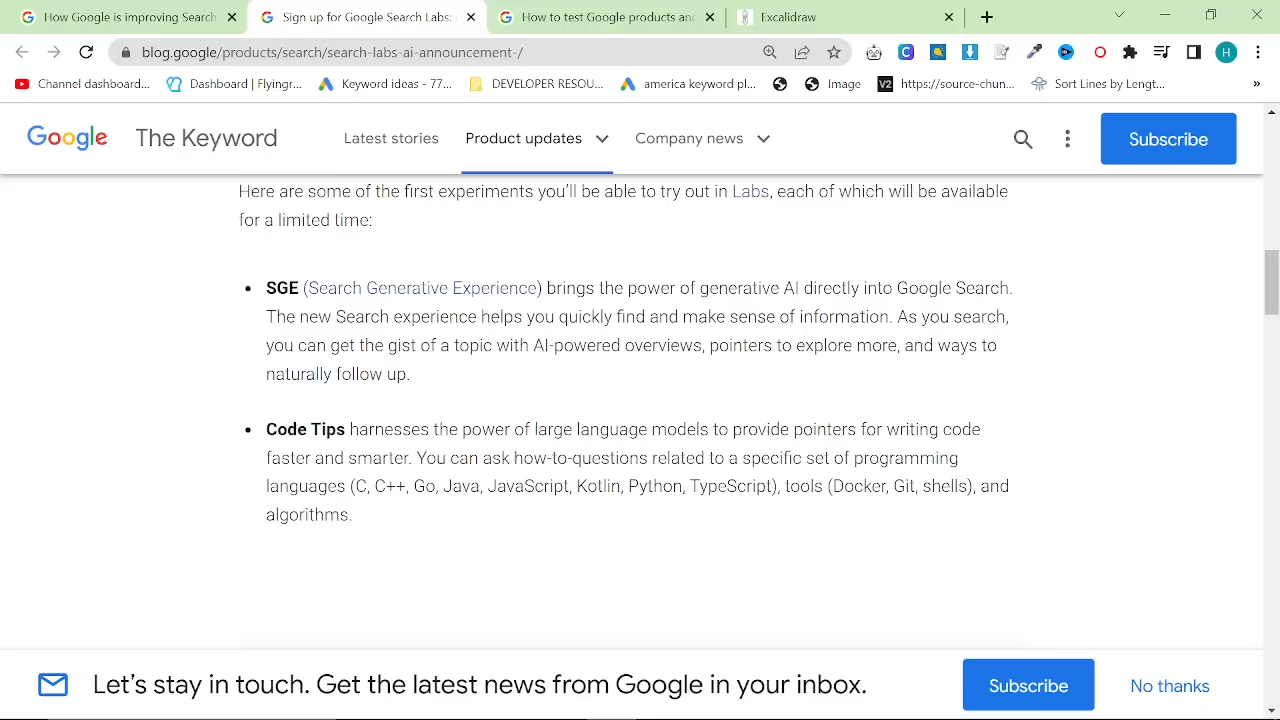 How Google is improving Search
Sign up for Google Search Labs:
How to test Google products and
Excalidraw
blog.google/products/search/search-labs-ai-announcement-/
H
Channel dashboard...
Dashboard | Flyingr...
Keyword ideas - 77...
DEVELOPER RESOU...
america keyword pl...
Image
V2
https://source-chun...
Sort Lines by Lengt...
»
Google
The Keyword
Latest stories
Product updates
Company news
Subscribe
Here are some of the first experiments you’ll be able to try out in Labs, each of which will be available
for a limited time:
• SGE (Search Generative Experience) brings the power of generative AI directly into Google Search.
The new Search experience helps you quickly find and make sense of information. As you search,
you can get the gist of a topic with AI-powered overviews, pointers to explore more, and ways to
naturally follow up.
• Code Tips harnesses the power of large language models to provide pointers for writing code
faster and smarter. You can ask how-to-questions related to a specific set of programming
languages (C, C++, Go, Java, JavaScript, Kotlin, Python, TypeScript), tools (Docker, Git, shells), and
algorithms.
Let’s stay in touch. Get the latest news from Google in your inbox.
Subscribe
No thanks